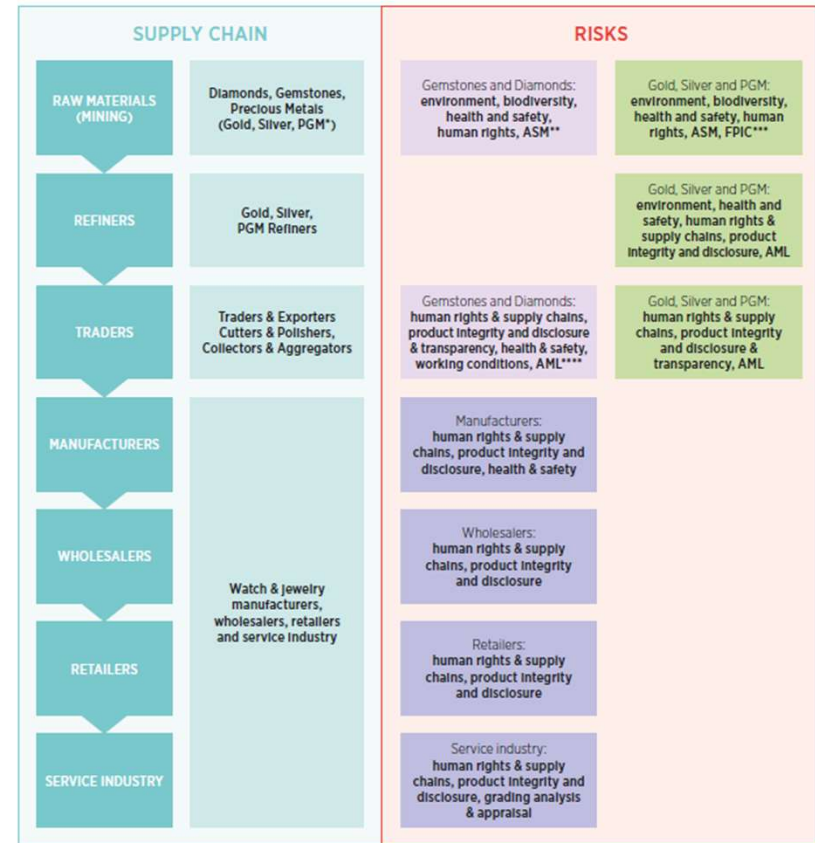 SUPPLY CHAIN
RISKS
RAW MATERIALS
(MINING)
Diamonds, Gemstones,
Precious Metals
(Gold, Silver, PGM*)
Gemstones and Diamonds:
environment, biodiversity,
health and safety,
human rights, ASM**
Gold, Silver and PGM:
environment, biodiversity,
health and safety, human
rights, ASM, FPIC***
REFINERS
Gold, Silver,
PGM Refiners
Gold, Silver and PGM:
environment, health and
safety, human rights &
supply chains, product
integrity and disclosure, AML
TRADERS
Traders & Exporters
Cutters & Polishers,
Collectors & Aggregators
Gemstones and Diamonds:
human rights & supply chains,
product integrity and disclosure
& transparency, health & safety,
working conditions, AML****
Gold, Silver and PGM:
human rights & supply
chains, product integrity
and disclosure &
transparency, AML
MANUFACTURERS
Manufacturers:
human rights & supply
chains, product integrity and
disclosure, health & safety
WHOLESALERS
Watch & jewelry
manufacturers,
wholesalers, retailers
and service industry
Wholesalers:
human rights & supply
chains, product integrity
and disclosure
RETAILERS
Retailers:
human rights & supply
chains, product integrity
and disclosure
SERVICE INDUSTRY
Service industry:
human rights & supply
chains, product integrity and
disclosure, grading analysis
& appraisal